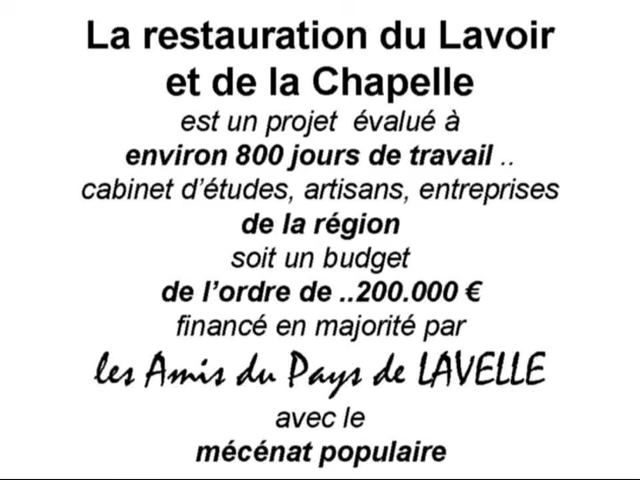 La restauration du Lavoir
et de la Chapelle
est un projet évalué à
environ 800 jours de travail ..
cabinet d’études, artisans, entreprises
de la région
soit un budget
de l’ordre de ..200.000 €
financé en majorité par
les Amis du Pays de LAVELLE
avec le
mécénat populaire